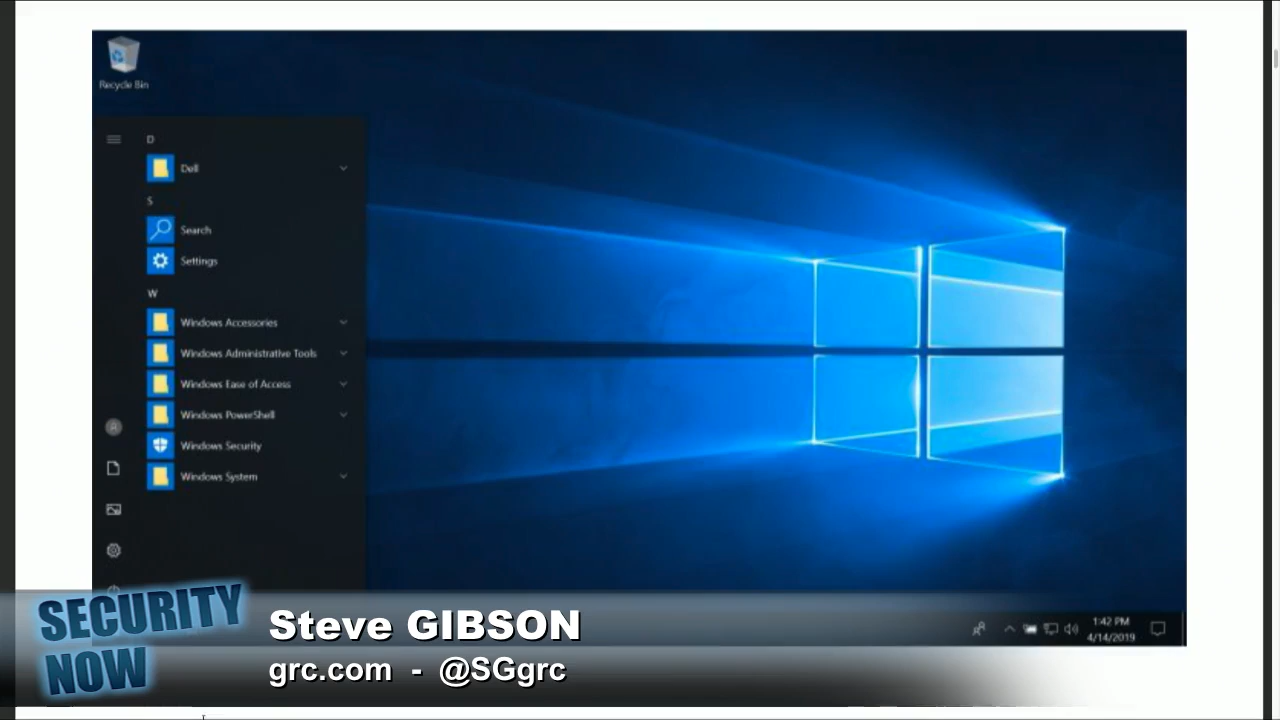 Recycle Bin
D
Dell
S
Search
Settings
W
Windows Accessories
Windows Administrative Tools
Windows Ease of Access
Windows PowerShell
Windows Security
Windows System
SECURITY
NOW
Steve GIBSON
grc.com - @SGgrc
1:42 PM
4/14/2019